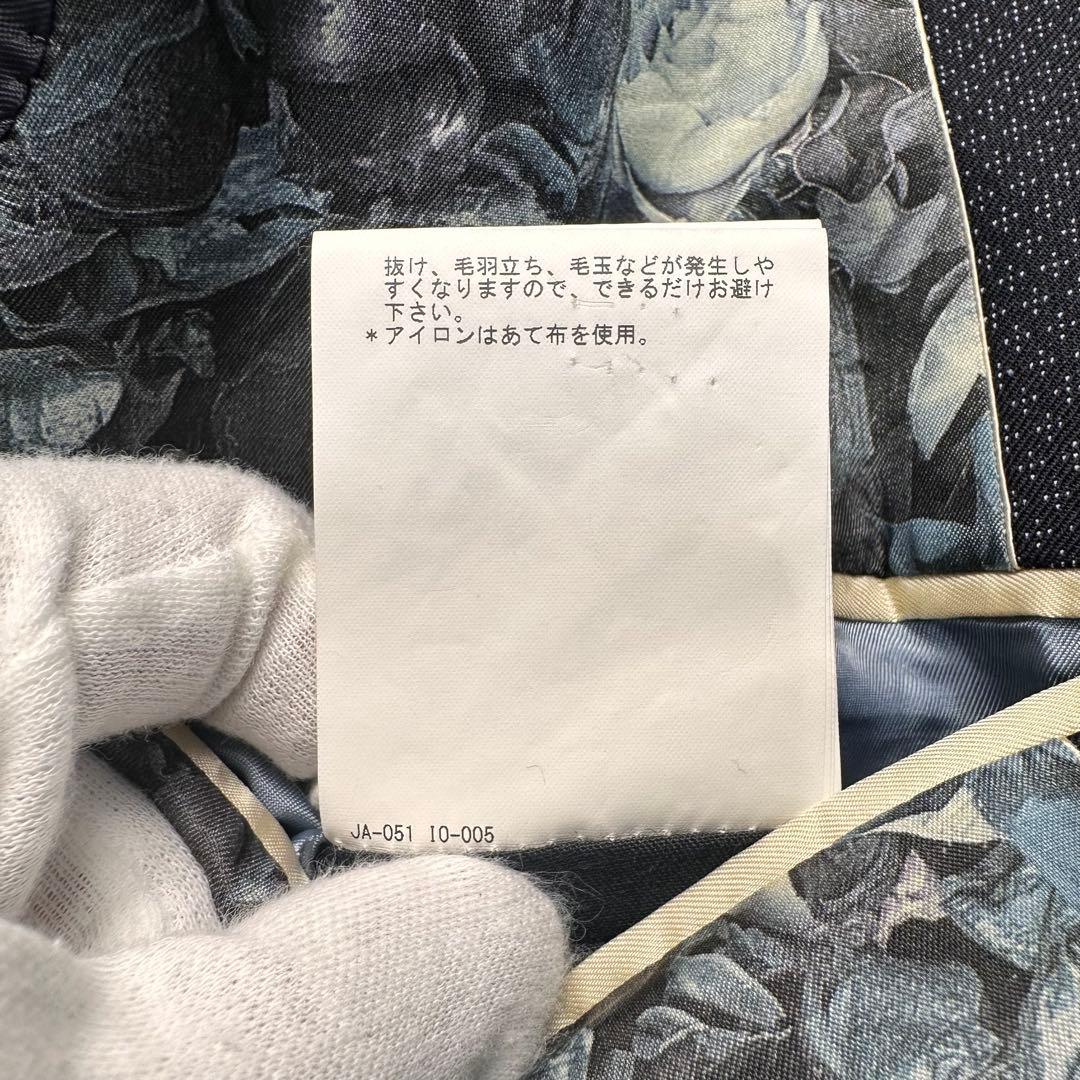 抜け、毛羽立ち、毛玉などが発生しや
すくなりますので、できるだけお避け
下さい。
*アイロンはあて布を使用。
JA-051 IO-005